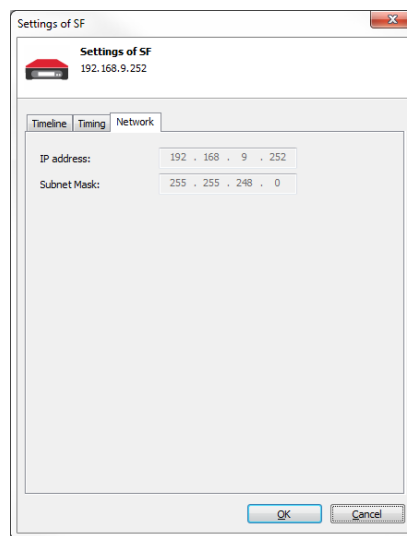 Settings of SF
Settings of SF
192.168.9.252
Timeline Timing Network
IP address: 192 . 168 . 9 . 252
Subnet Mask: 255 . 255 . 248 . 0
OK Cancel